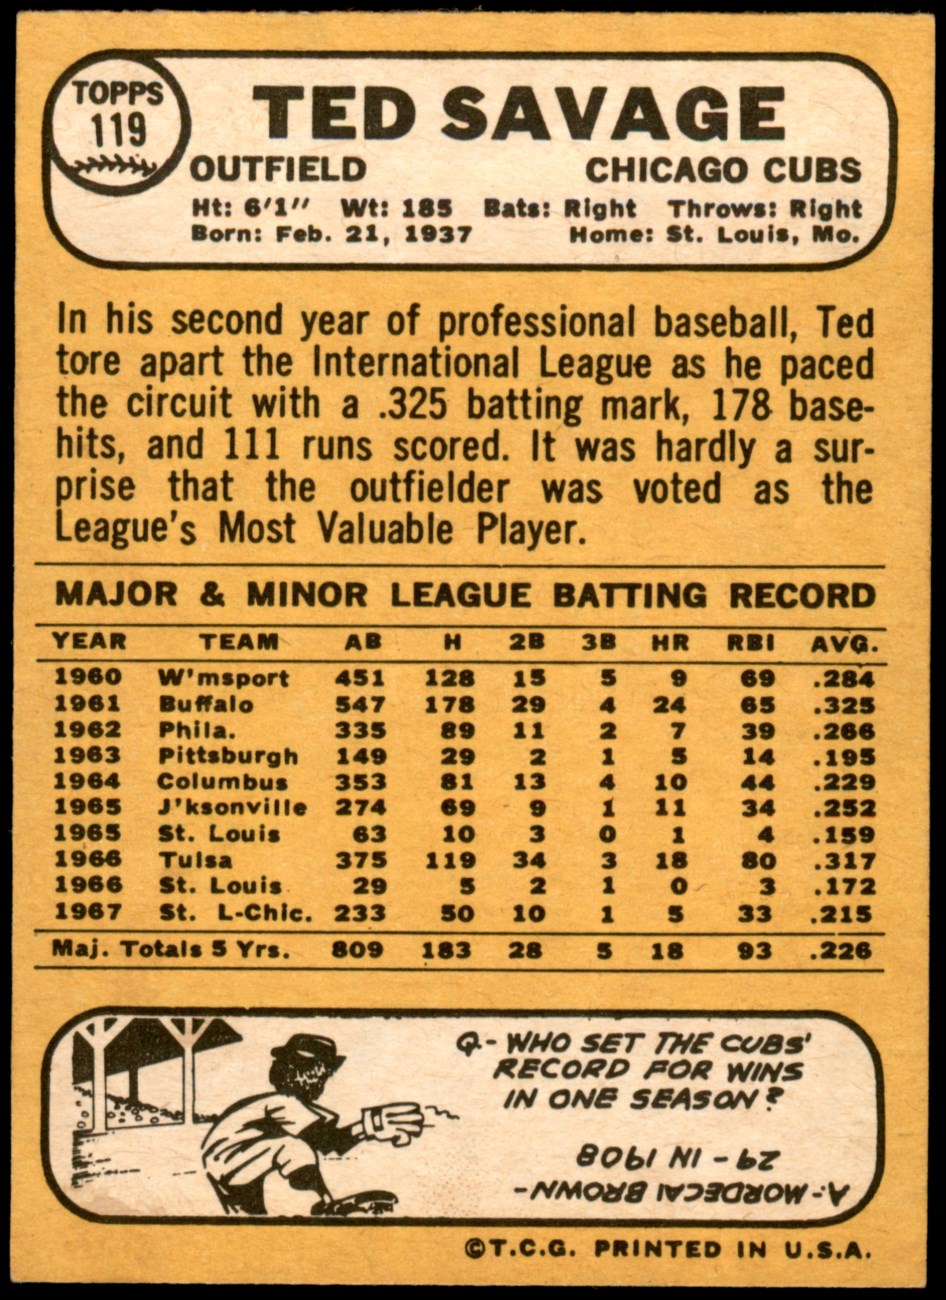 TOPPS
119
TED SAVAGE
OUTFIELD CHICAGO CUBS
Ht: 6'1" Wt: 185 Bats: Right Throws: Right
Born: Feb. 21, 1937 Home: St. Louis, Mo.
In his second year of professional baseball, Ted
tore apart the International League as he paced
the circuit with a .325 batting mark, 178 base-
hits, and 111 runs scored. It was hardly a sur-
prise that the outfielder was voted as the
League's Most Valuable Player.
MAJOR & MINOR LEAGUE BATTING RECORD
YEAR TEAM AB H 2B 3B HR RBI AVG.
1960 W'msport 451 128 15 5 9 69 .284
1961 Buffalo 547 178 29 4 24 65 .325
1962 Phila. 335 89 11 2 7 39 .266
1963 Pittsburgh 149 29 2 1 5 14 .195
1964 Columbus 353 81 13 4 10 44 .229
1965 J'ksonville 274 69 9 1 11 34 .252
1965 St. Louis 63 10 3 0 1 4 .159
1966 Tulsa 375 119 34 3 18 80 .317
1966 St. Louis 29 5 2 1 0 3 .172
1967 St. L-Chic. 233 50 10 1 5 33 .215
Maj. Totals 5 Yrs. 809 183 28 5 18 93 .226
Q- WHO SET THE CUBS'
RECORD FOR WINS
IN ONE SEASON?
A: MORDECAI BROWN-
29 - IN 1908
©T.C.G. PRINTED IN U.S.A.